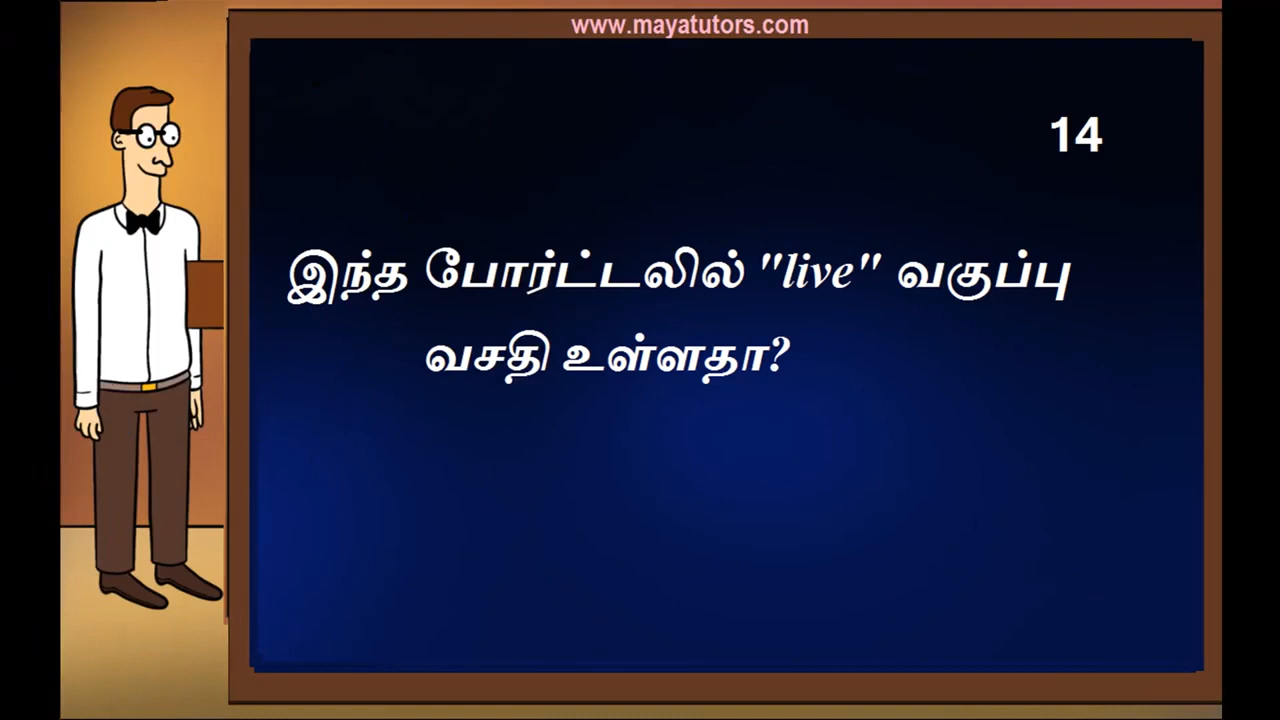 www.mayatutors.com
14
இந்த போர்ட்டலில் "live" வகுப்பு
வசதி உள்ளதா?